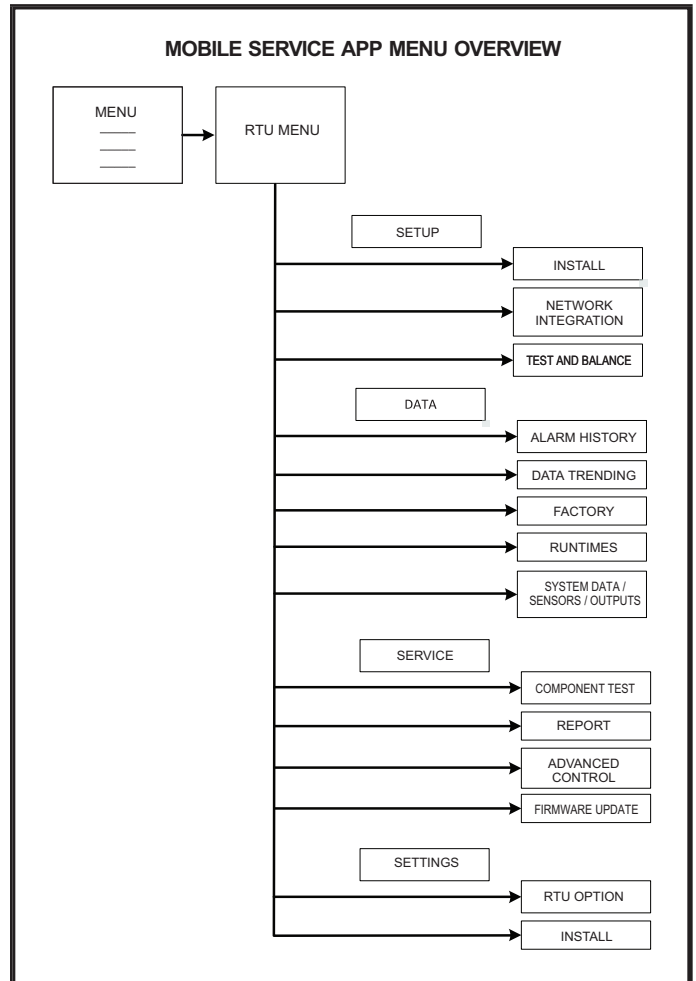 MOBILE SERVICE APP MENU OVERVIEW
MENU
RTU MENU
SETUP
INSTALL
NETWORK
INTEGRATION
TEST AND BALANCE
DATA
ALARM HISTORY
DATA TRENDING
FACTORY
RUNTIMES
SYSTEM DATA /
SENSORS / OUTPUTS
SERVICE
COMPONENT TEST
REPORT
ADVANCED
CONTROL
FIRMWARE UPDATE
SETTINGS
RTU OPTION
INSTALL